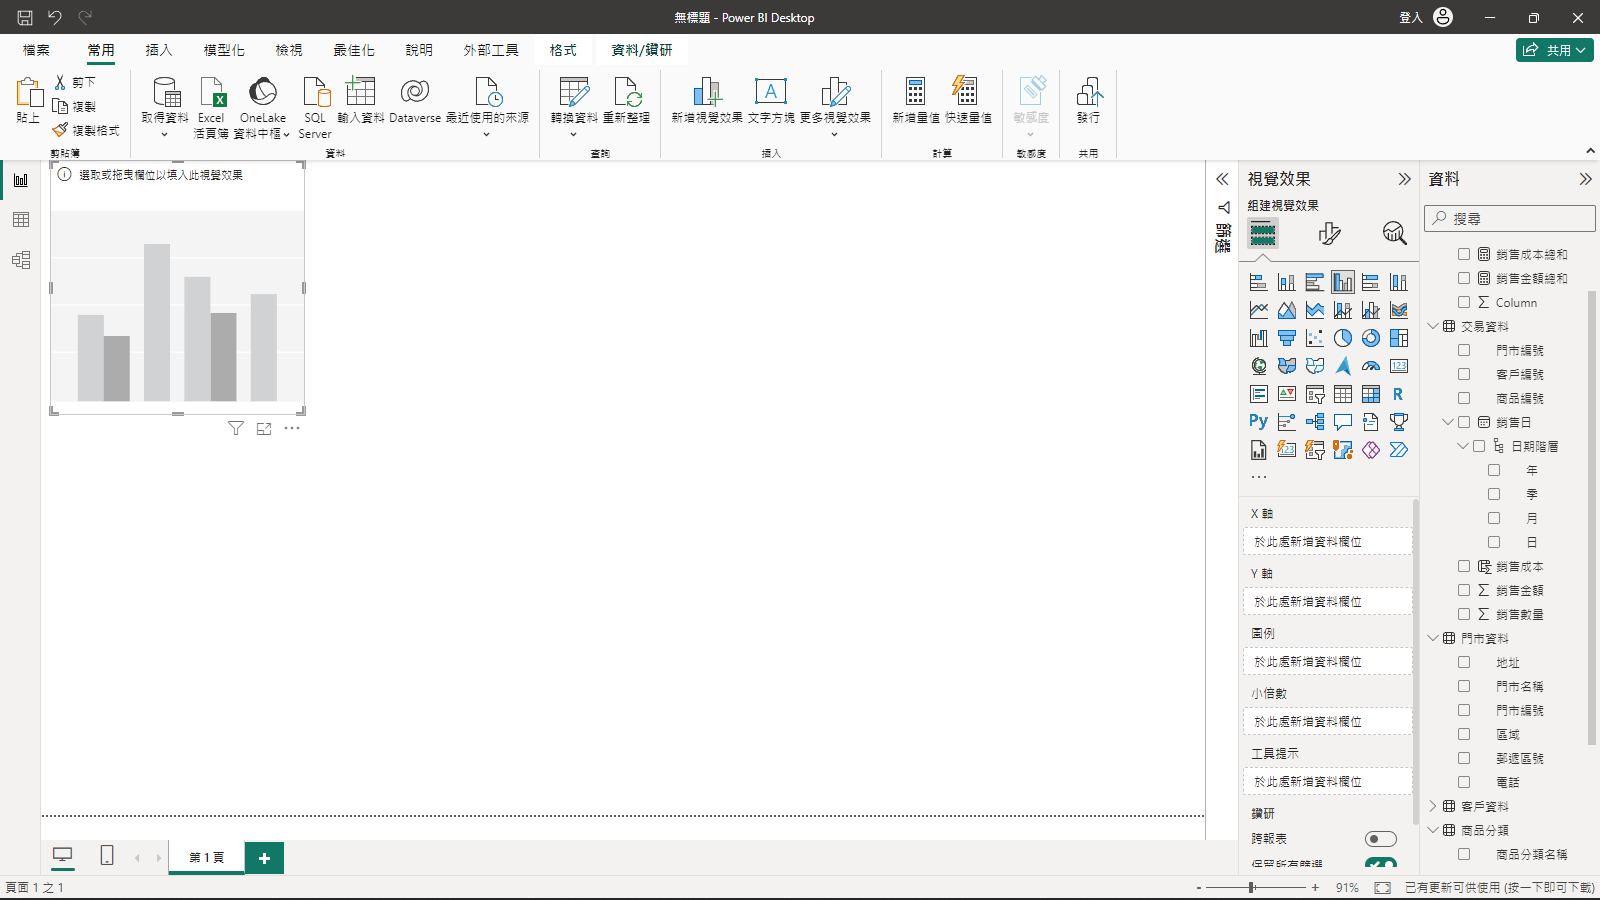 無標題 - Power BI Desktop
登入
檔案 常用 插入 模型化 檢視 最佳化 說明 外部工具 格式 資料/鑽研
共用
貼上
剪下
複製
複製格式
剪貼簿
取得資料
Excel 活頁簿
OneLake 資料中樞
SQL Server
輸入資料
Dataverse
最近使用的來源
資料
轉換資料
重新整理
查詢
新增視覺效果
文字方塊
更多視覺效果
插入
新增量值
快速量值
計算
敏感度
敏感度
發行
共用
選取或拖曳欄位以填入此視覺效果
篩選
視覺效果
組建視覺效果
123
R
Py
123
X 軸
於此處新增資料欄位
Y 軸
於此處新增資料欄位
圖例
於此處新增資料欄位
小倍數
於此處新增資料欄位
工具提示
於此處新增資料欄位
鑽研
跨報表
保留所有篩選
資料
搜尋
銷售成本總和
銷售金額總和
Column
交易資料
門市編號
客戶編號
商品編號
銷售日
日期階層
年
季
月
日
銷售成本
銷售金額
銷售數量
門市資料
地址
門市名稱
門市編號
區域
郵遞區號
電話
客戶資料
商品分類
商品分類名稱
第 1 頁
頁面 1 之 1
91%
已有更新可供使用 (按一下即可下載)